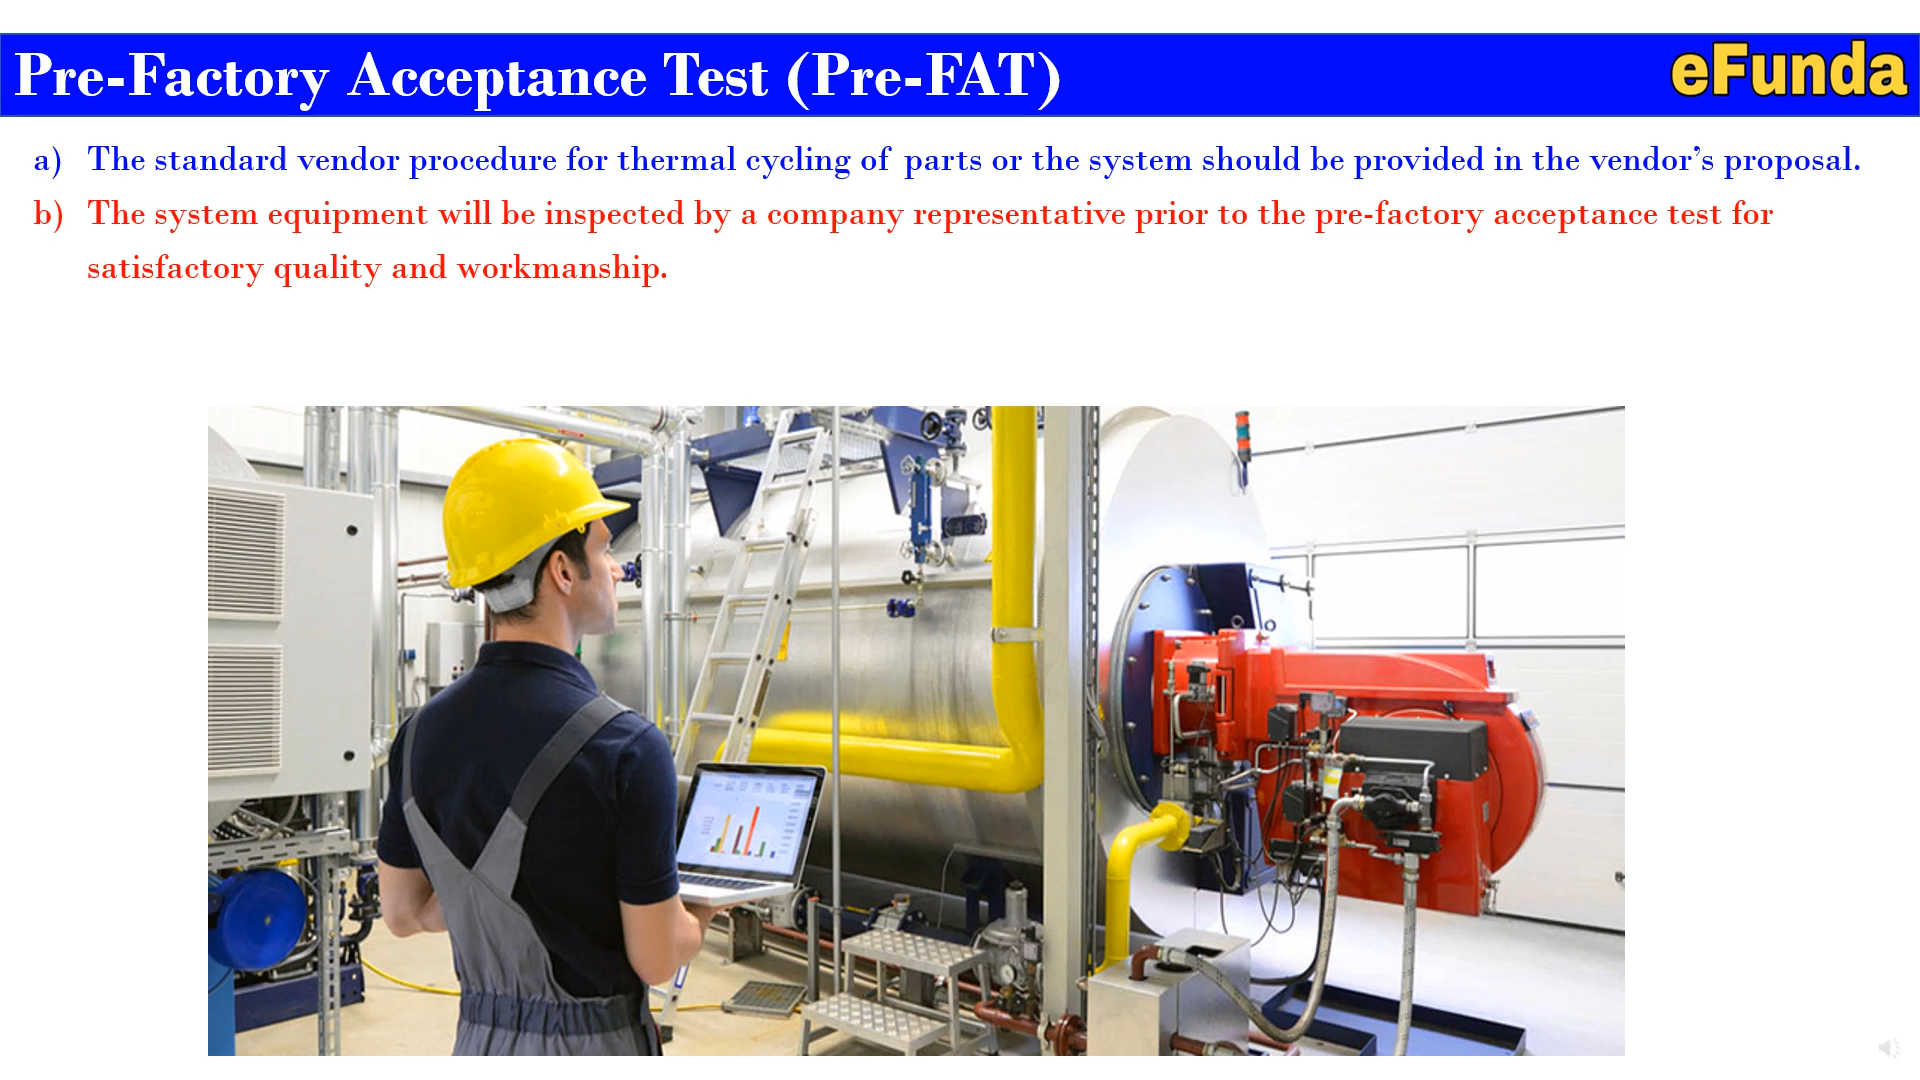 Pre-Factory Acceptance Test (Pre-FAT)
eFunda
a) The standard vendor procedure for thermal cycling of parts or the system should be provided in the vendor’s proposal.
b) The system equipment will be inspected by a company representative prior to the pre-factory acceptance test for
satisfactory quality and workmanship.